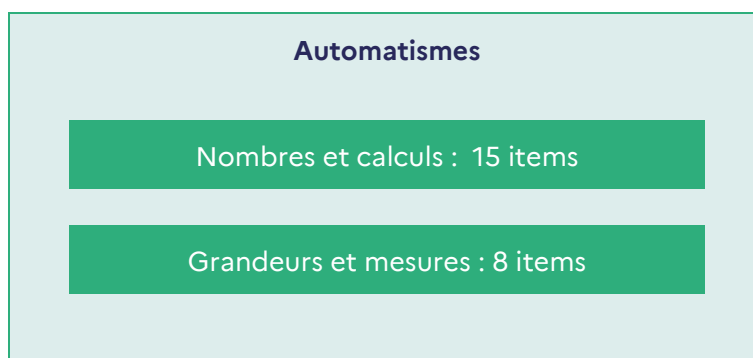 Automatismes
Nombres et calculs :  15 items
Grandeurs et mesures : 8 items